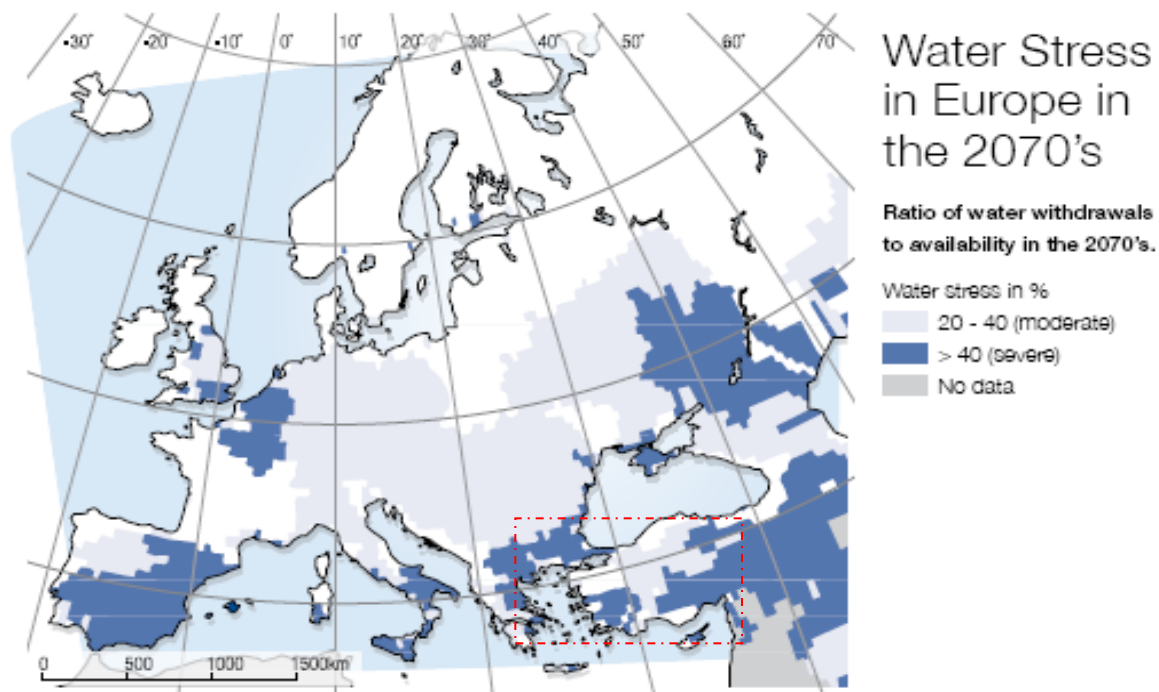 -30° -20° -10° 0° 10° 20° 30° 40° 50° 60° 70°
Water Stress
in Europe in
the 2070's
Ratio of water withdrawals
to availability in the 2070's.
Water stress in %
20 - 40 (moderate)
> 40 (severe)
No data
0 500 1000 1500km